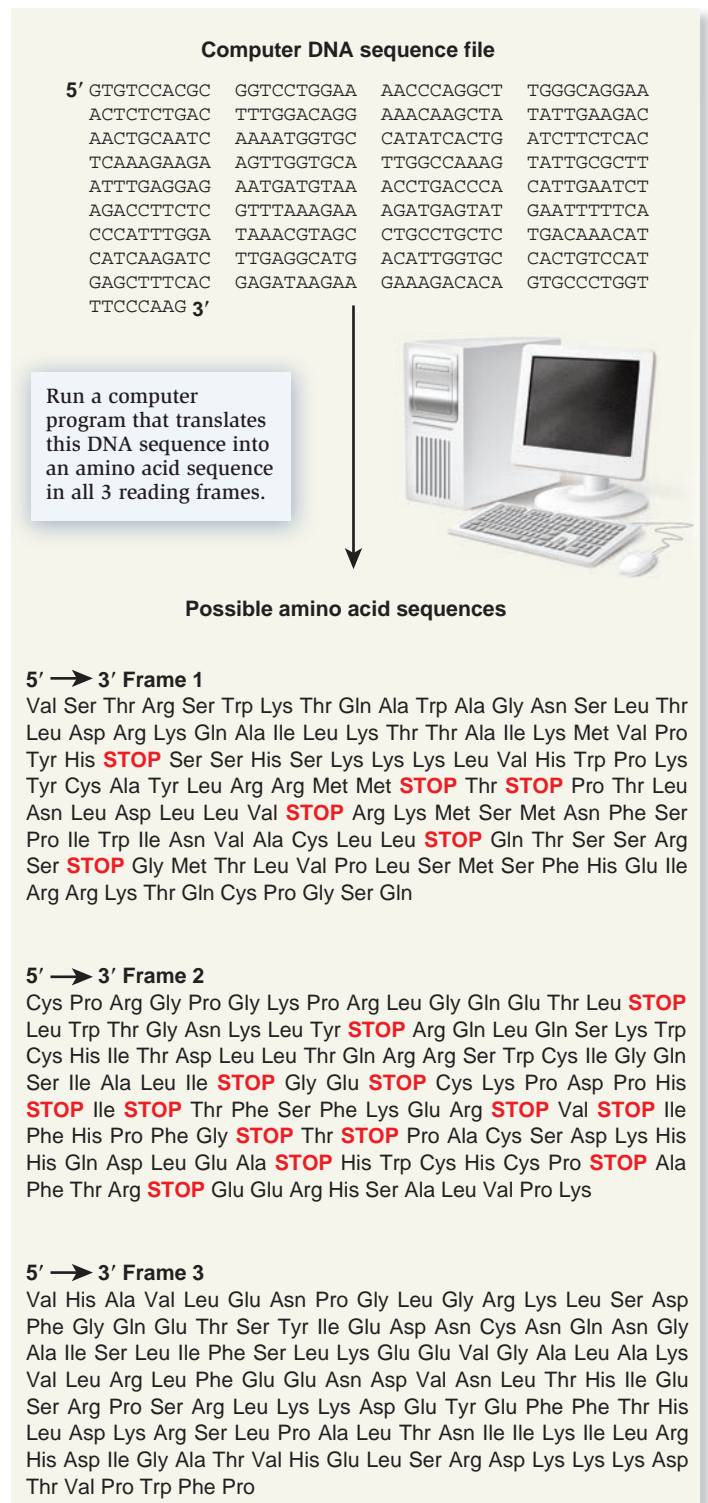 Computer DNA sequence file
5′ GTGTCCACGC GGTCCTGGAA AACCCAGGCT TGGGCAGGAA
ACTCTCTGAC TTTGGACAGG AAACAAGCTA TATTGAAGAC
AACTGCAATC AAAATGGTGC CATATCACTG ATCTTCTCAC
TCAAAGAAGA AGTTGGTGCA TTGGCCAAAG TATTGCGCTT
ATTTGAGGAG AATGATGTAA ACCTGACCCA CATTGAATCT
AGACCTTCTC GTTTAAAGAA AGATGAGTAT GAATTTTTCA
CCCATTTGGA TAAACGTAGC CTGCCTGCTC TGACAAACAT
CATCAAGATC TTGAGGCATG ACATTGGTGC CACTGTCCAT
GAGCTTTCAC GAGATAAGAA GAAAGACACA GTGCCCTGGT
TTCCCAAG 3′
Run a computer
program that translates
this DNA sequence into
an amino acid sequence
in all 3 reading frames.
Possible amino acid sequences
5′ → 3′ Frame 1
Val Ser Thr Arg Ser Trp Lys Thr Gln Ala Trp Ala Gly Asn Ser Leu Thr
Leu Asp Arg Lys Gln Ala Ile Leu Lys Thr Thr Ala Ile Lys Met Val Pro
Tyr His STOP Ser Ser His Ser Lys Lys Lys Leu Val His Trp Pro Lys
Tyr Cys Ala Tyr Leu Arg Arg Met Met STOP Thr STOP Pro Thr Leu
Asn Leu Asp Leu Leu Val STOP Arg Lys Met Ser Met Asn Phe Ser
Pro Ile Trp Ile Asn Val Ala Cys Leu Leu STOP Gln Thr Ser Ser Arg
Ser STOP Gly Met Thr Leu Val Pro Leu Ser Met Ser Phe His Glu Ile
Arg Arg Lys Thr Gln Cys Pro Gly Ser Gln
5′ → 3′ Frame 2
Cys Pro Arg Gly Pro Gly Lys Pro Arg Leu Gly Gln Glu Thr Leu STOP
Leu Trp Thr Gly Asn Lys Leu Tyr STOP Arg Gln Leu Gln Ser Lys Trp
Cys His Ile Thr Asp Leu Leu Thr Gln Arg Arg Ser Trp Cys Ile Gly Gln
Ser Ile Ala Leu Ile STOP Gly Glu STOP Cys Lys Pro Asp Pro His
STOP Ile STOP Thr Phe Ser Phe Lys Glu Arg STOP Val STOP Ile
Phe His Pro Phe Gly STOP Thr STOP Pro Ala Cys Ser Asp Lys His
His Gln Asp Leu Glu Ala STOP His Trp Cys His Cys Pro STOP Ala
Phe Thr Arg STOP Glu Glu Arg His Ser Ala Leu Val Pro Lys
5′ → 3′ Frame 3
Val His Ala Val Leu Glu Asn Pro Gly Leu Gly Arg Lys Leu Ser Asp
Phe Gly Gln Glu Thr Ser Tyr Ile Glu Asp Asn Cys Asn Gln Asn Gly
Ala Ile Ser Leu Ile Phe Ser Leu Lys Glu Glu Val Gly Ala Leu Ala Lys
Val Leu Arg Leu Phe Glu Glu Asn Asp Val Asn Leu Thr His Ile Glu
Ser Arg Pro Ser Arg Leu Lys Lys Asp Glu Tyr Glu Phe Phe Thr His
Leu Asp Lys Arg Ser Leu Pro Ala Leu Thr Asn Ile Ile Lys Ile Leu Arg
His Asp Ile Gly Ala Thr Val His Glu Leu Ser Arg Asp Lys Lys Lys Asp
Thr Val Pro Trp Phe Pro